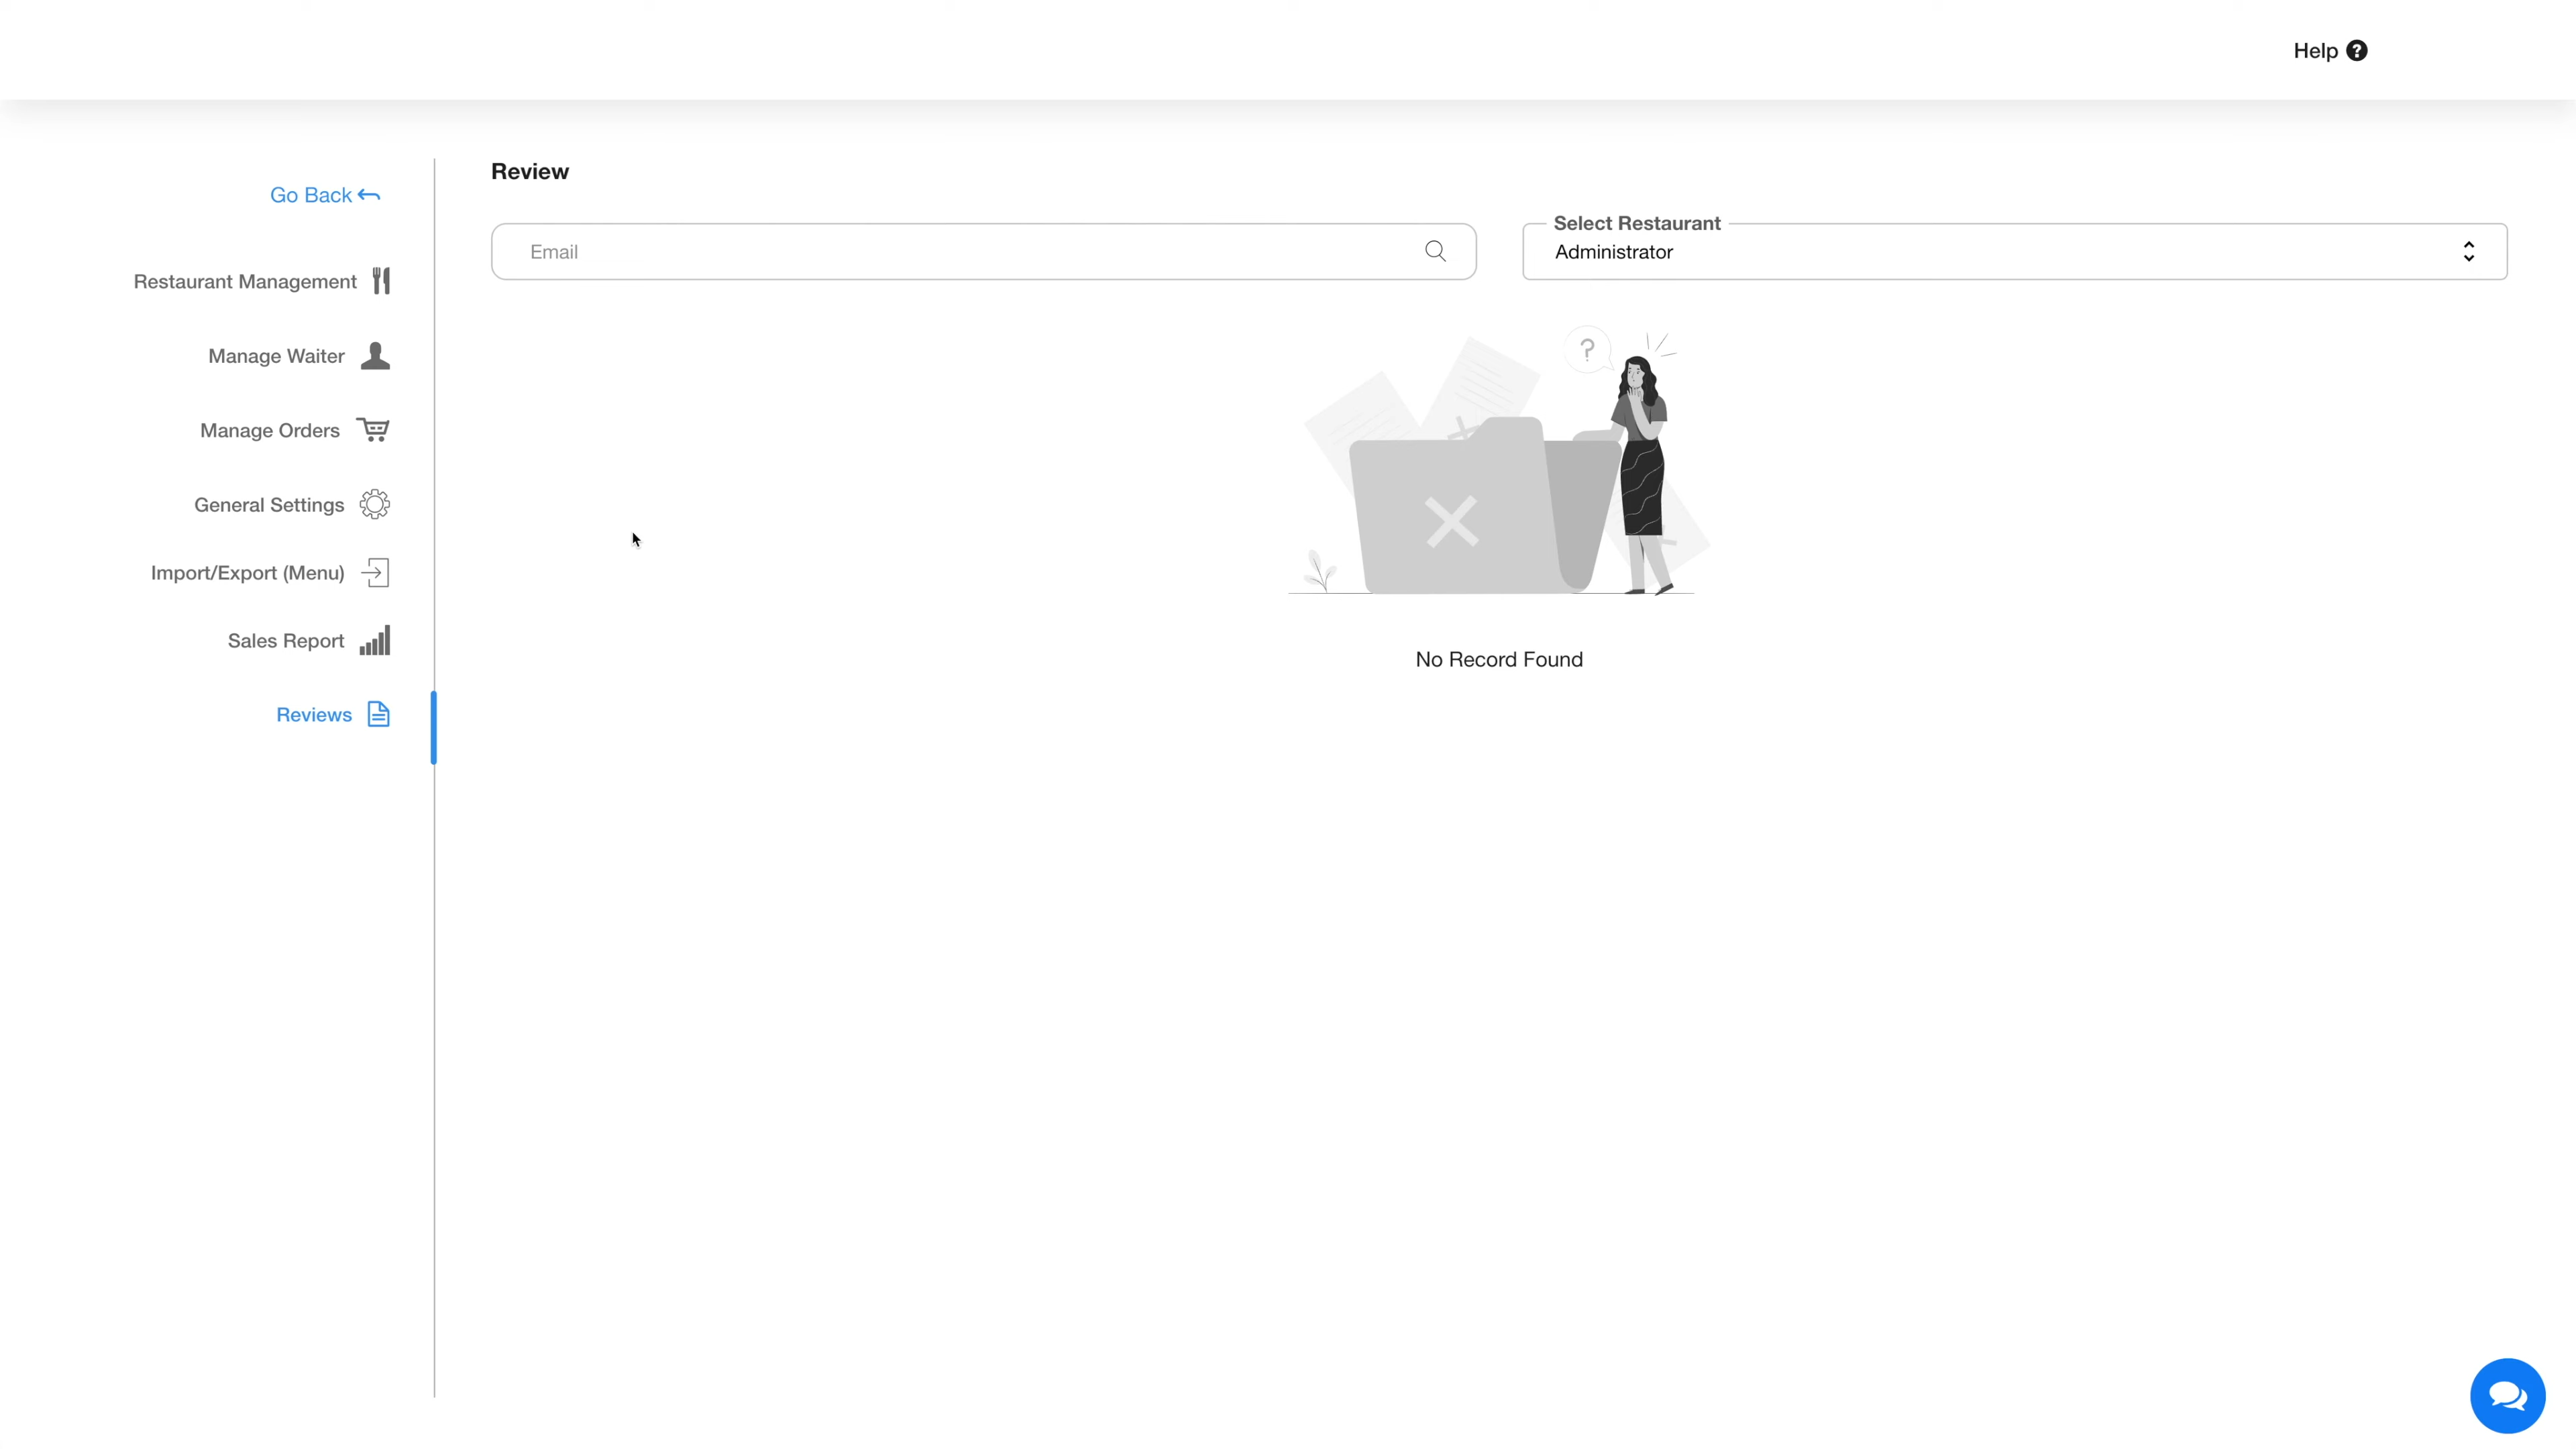 Help
Go Back
Restaurant Management
Manage Waiter
Manage Orders
General Settings
Import/Export (Menu)
Sales Report
Reviews
Review
Email
Select Restaurant
Administrator
?
No Record Found